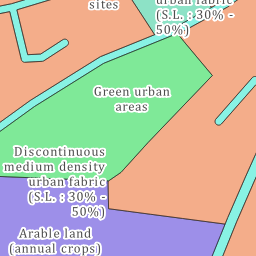 sites
urban fabric
(S.L. : 30% -
50%)
Green urban
areas
Discontinuous
medium density
urban fabric
(S.L. : 30% -
50%)
Arable land
(annual crops)